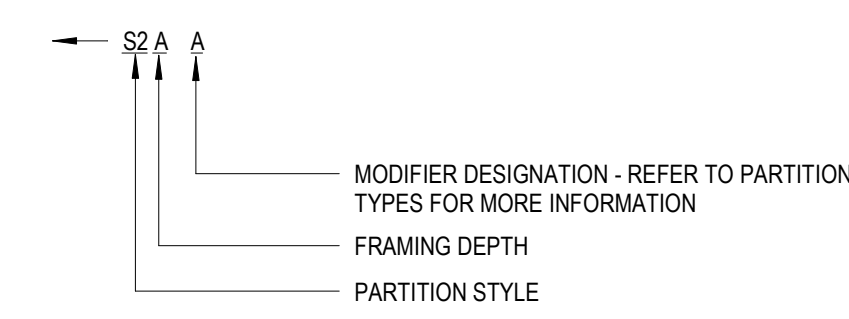 S2 A A
MODIFIER DESIGNATION - REFER TO PARTITION
TYPES FOR MORE INFORMATION
FRAMING DEPTH
PARTITION STYLE